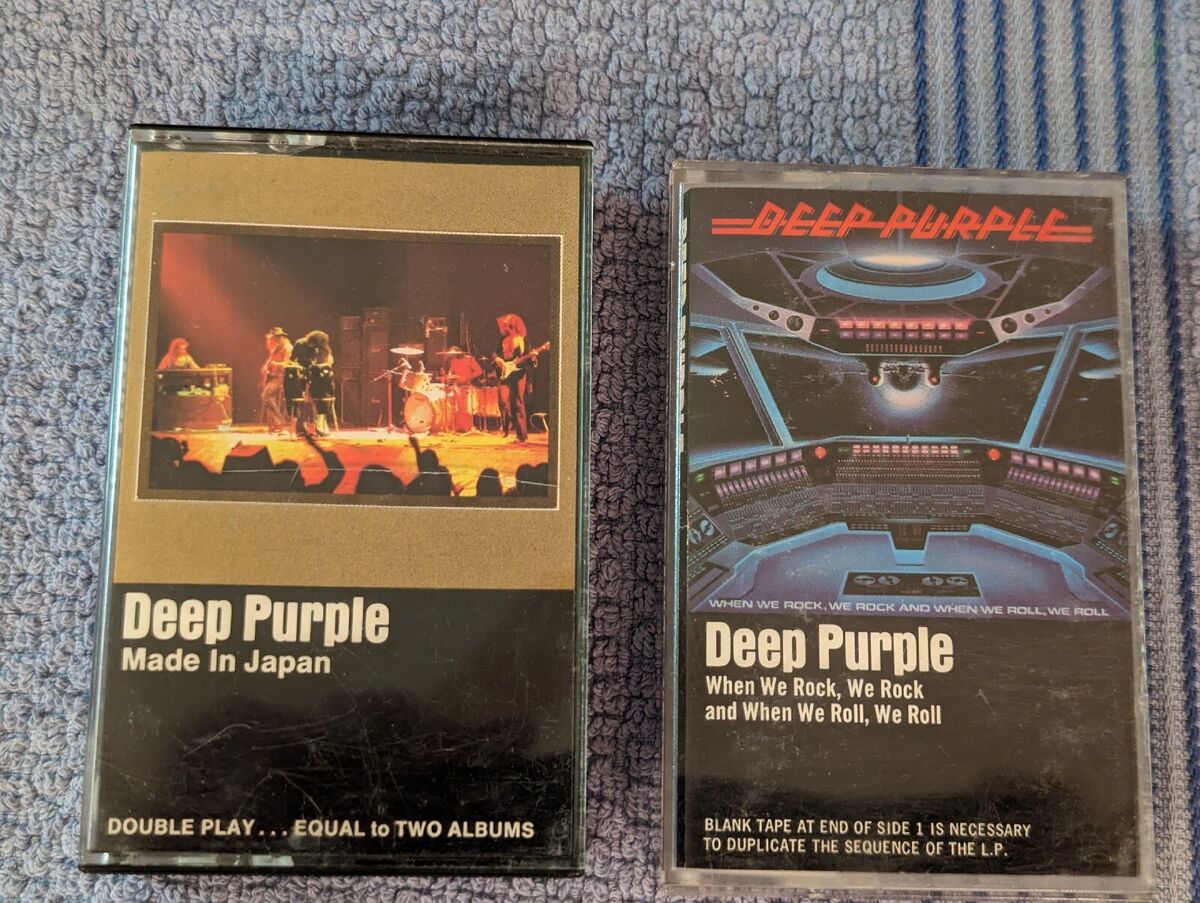 Deep Purple
Made In Japan
DOUBLE PLAY... EQUAL to TWO ALBUMS
DEEP PURPLE
WHEN WE ROCK, WE ROCK AND WHEN WE ROLL, WE ROLL
Deep Purple
When We Rock, We Rock
and When We Roll, We Roll
BLANK TAPE AT END OF SIDE 1 IS NECESSARY
TO DUPLICATE THE SEQUENCE OF THE L.P.